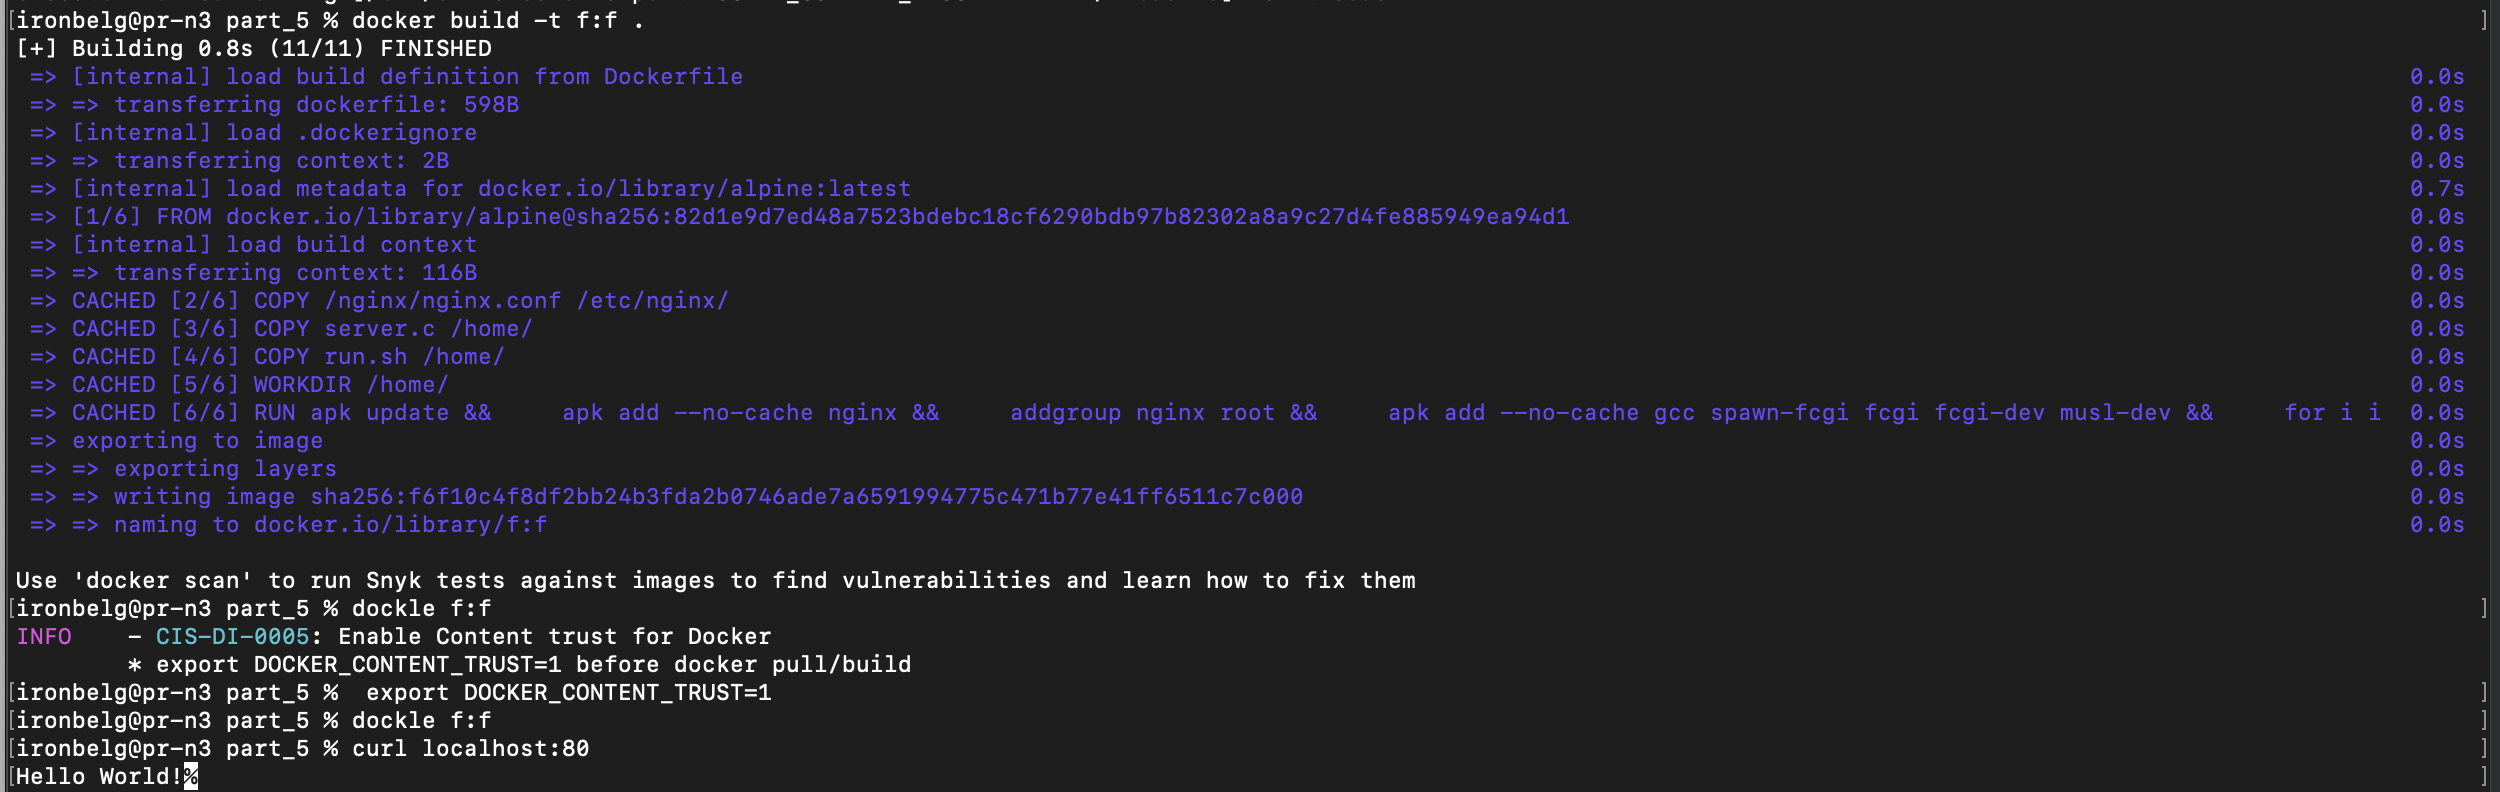 [ironbelg@pr-n3 part_5 % docker build -t f:f . ]
[+] Building 0.8s (11/11) FINISHED
=> [internal] load build definition from Dockerfile 0.0s
=> => transferring dockerfile: 598B 0.0s
=> [internal] load .dockerignore 0.0s
=> => transferring context: 2B 0.0s
=> [internal] load metadata for docker.io/library/alpine:latest 0.7s
=> [1/6] FROM docker.io/library/alpine@sha256:82d1e9d7ed48a7523bdebc18cf6290bdb97b82302a8a9c27d4fe885949ea94d1 0.0s
=> [internal] load build context 0.0s
=> => transferring context: 116B 0.0s
=> CACHED [2/6] COPY /nginx/nginx.conf /etc/nginx/ 0.0s
=> CACHED [3/6] COPY server.c /home/ 0.0s
=> CACHED [4/6] COPY run.sh /home/ 0.0s
=> CACHED [5/6] WORKDIR /home/ 0.0s
=> CACHED [6/6] RUN apk update && apk add --no-cache nginx && addgroup nginx root && apk add --no-cache gcc spawn-fcgi fcgi fcgi-dev musl-dev && for i i 0.0s
=> exporting to image 0.0s
=> => exporting layers 0.0s
=> => writing image sha256:f6f10c4f8df2bb24b3fda2b0746ade7a6591994775c471b77e41ff6511c7c000 0.0s
=> => naming to docker.io/library/f:f 0.0s
Use 'docker scan' to run Snyk tests against images to find vulnerabilities and learn how to fix them
[ironbelg@pr-n3 part_5 % dockle f:f ]
INFO - CIS-DI-0005: Enable Content trust for Docker
* export DOCKER_CONTENT_TRUST=1 before docker pull/build
[ironbelg@pr-n3 part_5 %  export DOCKER_CONTENT_TRUST=1 ]
[ironbelg@pr-n3 part_5 % dockle f:f ]
[ironbelg@pr-n3 part_5 % curl localhost:80 ]
[Hello World!% ]